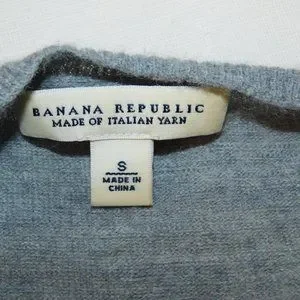 BANANA REPUBLIC
MADE OF ITALIAN YARN
S
MADE IN
CHINA